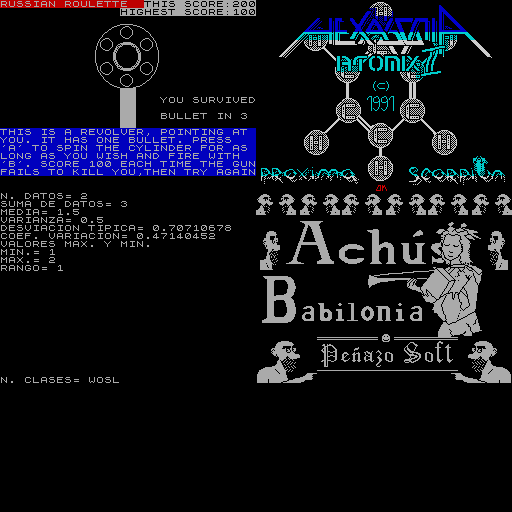 RUSSIAN ROULETTE THIS SCORE:200
HIGHEST SCORE:100
YOU SURVIVED
BULLET IN 3
THIS IS A REVOLVER, POINTING AT
YOU. IT HAS ONE BULLET. PRESS
'A' TO SPIN THE CYLINDER FOR AS
LONG AS YOU WISH AND FIRE WITH
'B'. SCORE 100 EACH TIME THE GUN
FAILS TO KILL YOU,THEN TRY AGAIN
ATOMIX II
(C)
1991
PROXIMA SCORPION
N. DATOS= 2
SUMA DE DATOS= 3
MEDIA= 1.5
VARIANZA= 0.5
DESVIACION TIPICA= 0.70710678
COEF. VARIACION= 0.47140452
VALORES MAX. Y MIN.
MIN.= 1
MAX.= 2
RANGO= 1
N. CLASES= WOSL
Achús
Babilonia
Peñazo Soft